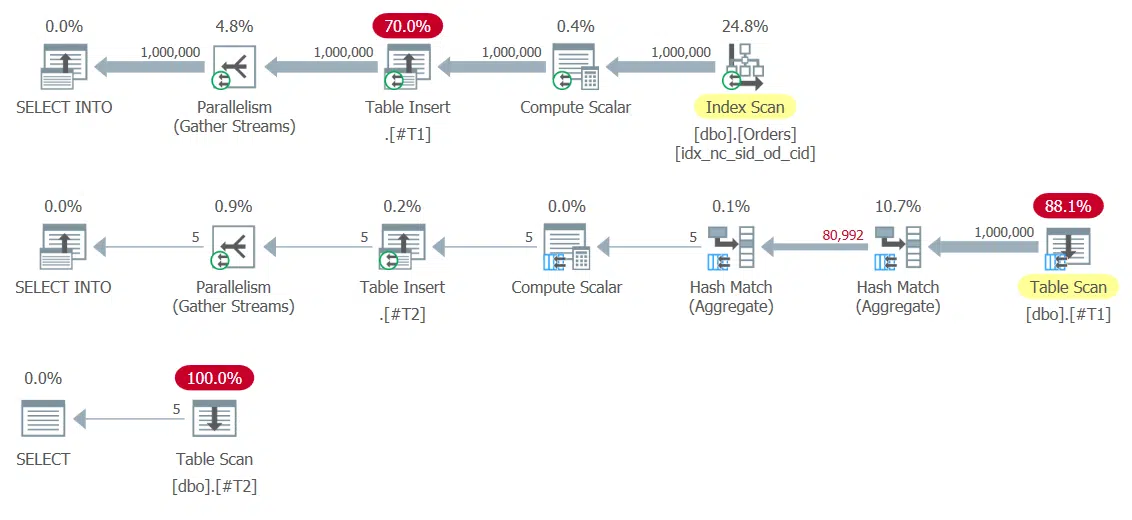 0.0% 4.8% 70.0% 0.4% 24.8%
1,000,000 1,000,000 1,000,000 1,000,000
SELECT INTO Parallelism Table Insert Compute Scalar Index Scan
(Gather Streams) .[#T1] [dbo].[Orders]
[idx_nc_sid_od_cid]
0.0% 0.9% 0.2% 0.0% 0.1% 10.7% 88.1%
5 5 5 5 80,992 1,000,000
SELECT INTO Parallelism Table Insert Compute Scalar Hash Match Hash Match Table Scan
(Gather Streams) .[#T2] (Aggregate) (Aggregate) [dbo].[#T1]
0.0% 100.0%
5
SELECT Table Scan
[dbo].[#T2]